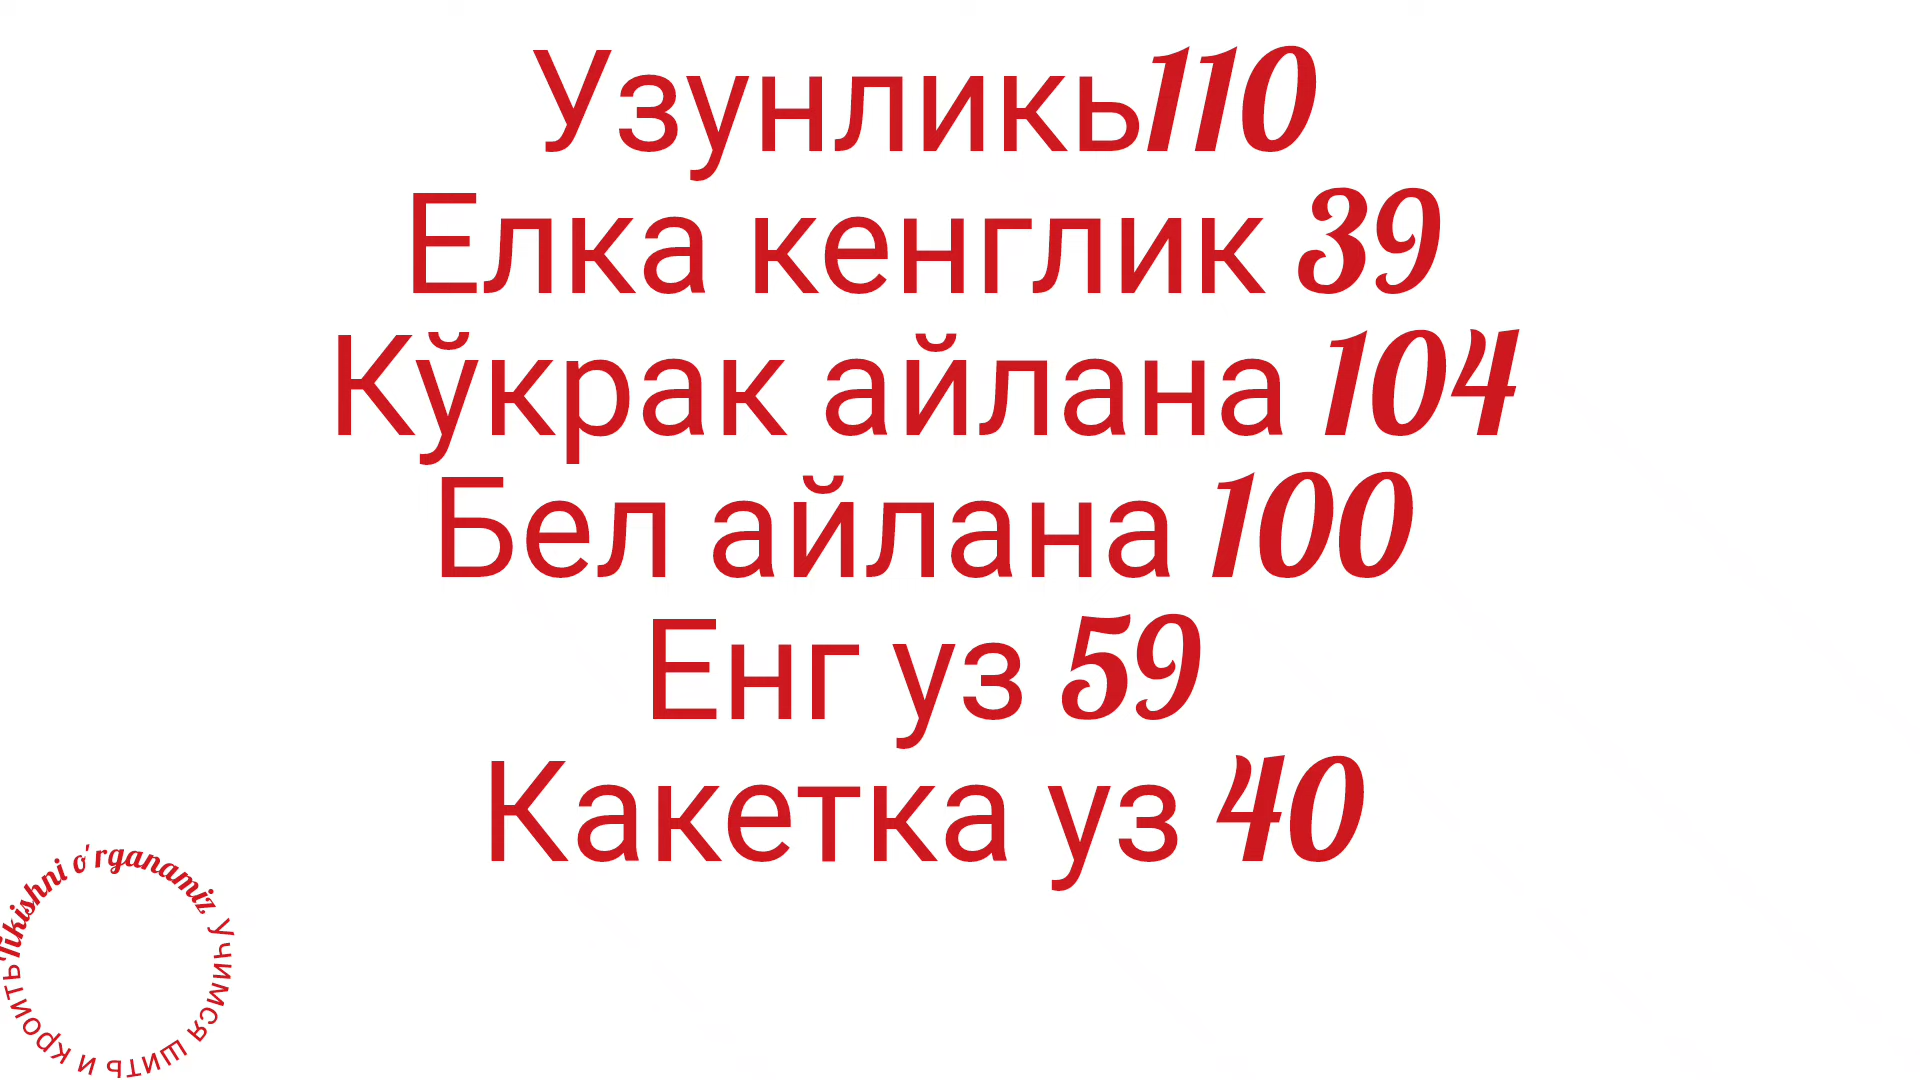 Узунликь110
Елка кенглик 39
Кўкрак айлана 104
Бел айлана 100
Енг уз 59
Какетка уз 40
Tikishni o'rganamiz Учимся шить и кроить